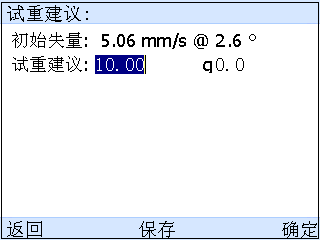 试重建议:
初始失量: 5.06 mm/s @ 2.6 °
试重建议: 10.00 g0.0
返回 保存 确定